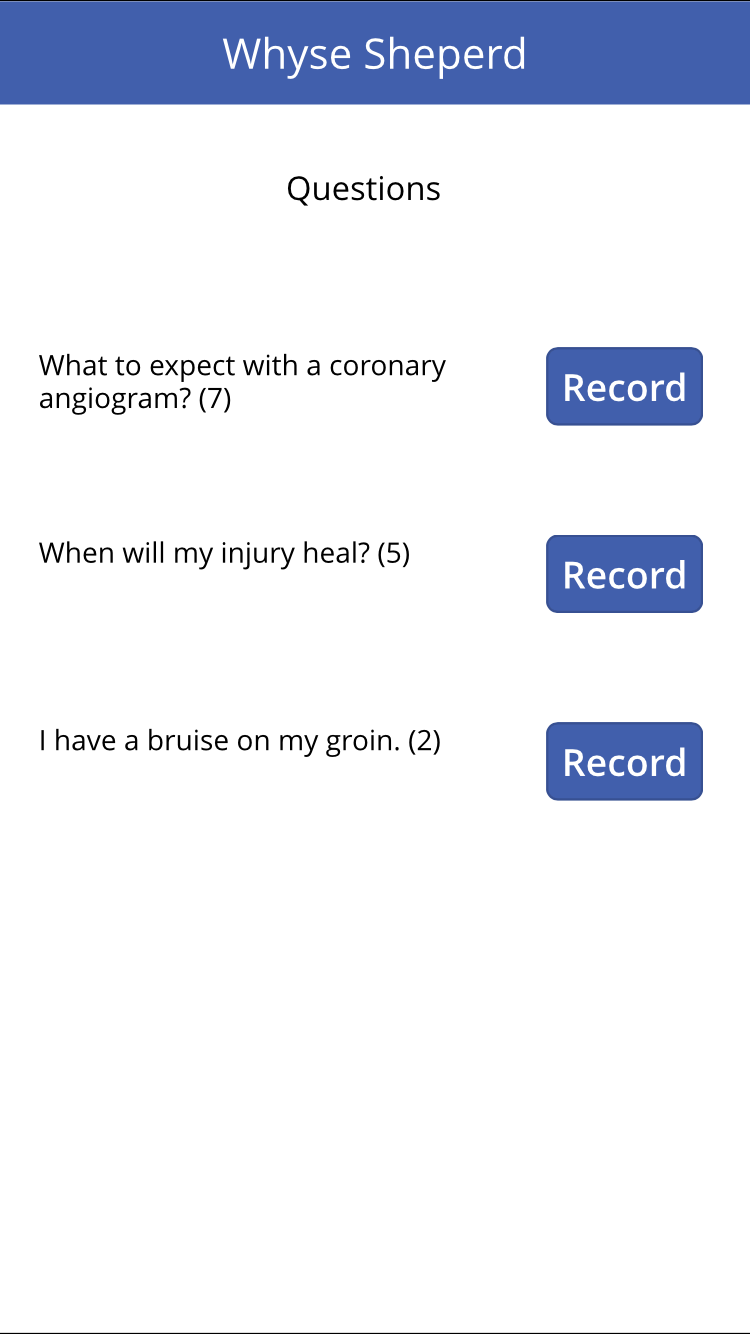 Whyse Sheperd
Questions
What to expect with a coronary
angiogram? (7)
Record
When will my injury heal? (5)
Record
I have a bruise on my groin. (2)
Record